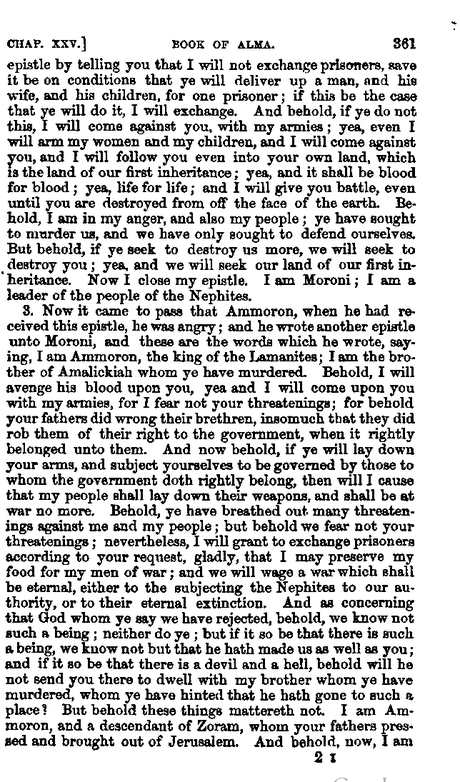 CHAP. XXV.] BOOK OF ALMA. 361
epistle by telling you that I will not exchange prisoners, save
it be on conditions that ye will deliver up a man, and his
wife, and his children, for one prisoner; if this be the case
that ye will do it, I will exchange. And behold, if ye do not
this, I will come against you, with my armies; yea, even I
will arm my women and my children, and I will come against
you, and I will follow you even into your own land, which
is the land of our first inheritance; yea, and it shall be blood
for blood; yea, life for life; and I will give you battle, even
until you are destroyed from off the face of the earth. Be-
hold, I am in my anger, and also my people; ye have sought
to murder us, and we have only sought to defend ourselves.
But behold, if ye seek to destroy us more, we will seek to
destroy you; yea, and we will seek our land of our first in-
heritance. Now I close my epistle. I am Moroni; I am a
leader of the people of the Nephites.
3. Now it came to pass that Ammoron, when he had re-
ceived this epistle, he was angry; and he wrote another epistle
unto Moroni, and these are the words which he wrote, say-
ing, I am Ammoron, the king of the Lamanites; I am the bro-
ther of Amalickiah whom ye have murdered. Behold, I will
avenge his blood upon you, yea and I will come upon you
with my armies, for I fear not your threatenings; for behold
your fathers did wrong their brethren, insomuch that they did
rob them of their right to the government, when it rightly
belonged unto them. And now behold, if ye will lay down
your arms, and subject yourselves to be governed by those to
whom the government doth rightly belong, then will I cause
that my people shall lay down their weapons, and shall be at
war no more. Behold, ye have breathed out many threaten-
ings against me and my people; but behold we fear not your
threatenings; nevertheless, I will grant to exchange prisoners
according to your request, gladly, that I may preserve my
food for my men of war; and we will wage a war which shall
be eternal, either to the subjecting the Nephites to our au-
thority, or to their eternal extinction. And as concerning
that God whom ye say we have rejected, behold, we know not
such a being; neither do ye; but if it so be that there is such
a being, we know not but that he hath made us as well as you;
and if it so be that there is a devil and a hell, behold will he
not send you there to dwell with my brother whom ye have
murdered, whom ye have hinted that he hath gone to such a
place? But behold these things mattereth not. I am Am-
moron, and a descendant of Zoram, whom your fathers pres-
sed and brought out of Jerusalem. And behold, now, I am
2 I